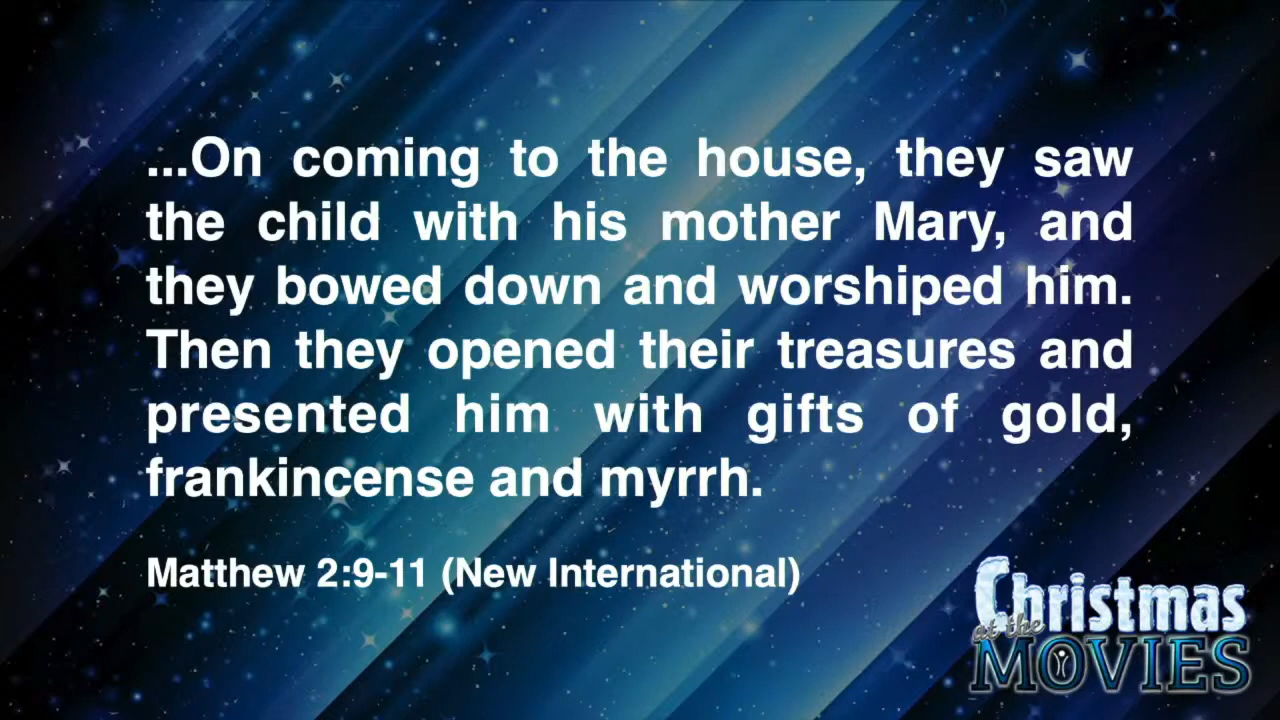 ...On coming to the house, they saw
the child with his mother Mary, and
they bowed down and worshiped him.
Then they opened their treasures and
presented him with gifts of gold,
frankincense and myrrh.
Matthew 2:9-11 (New International)
Christmas
at the
MOVIES